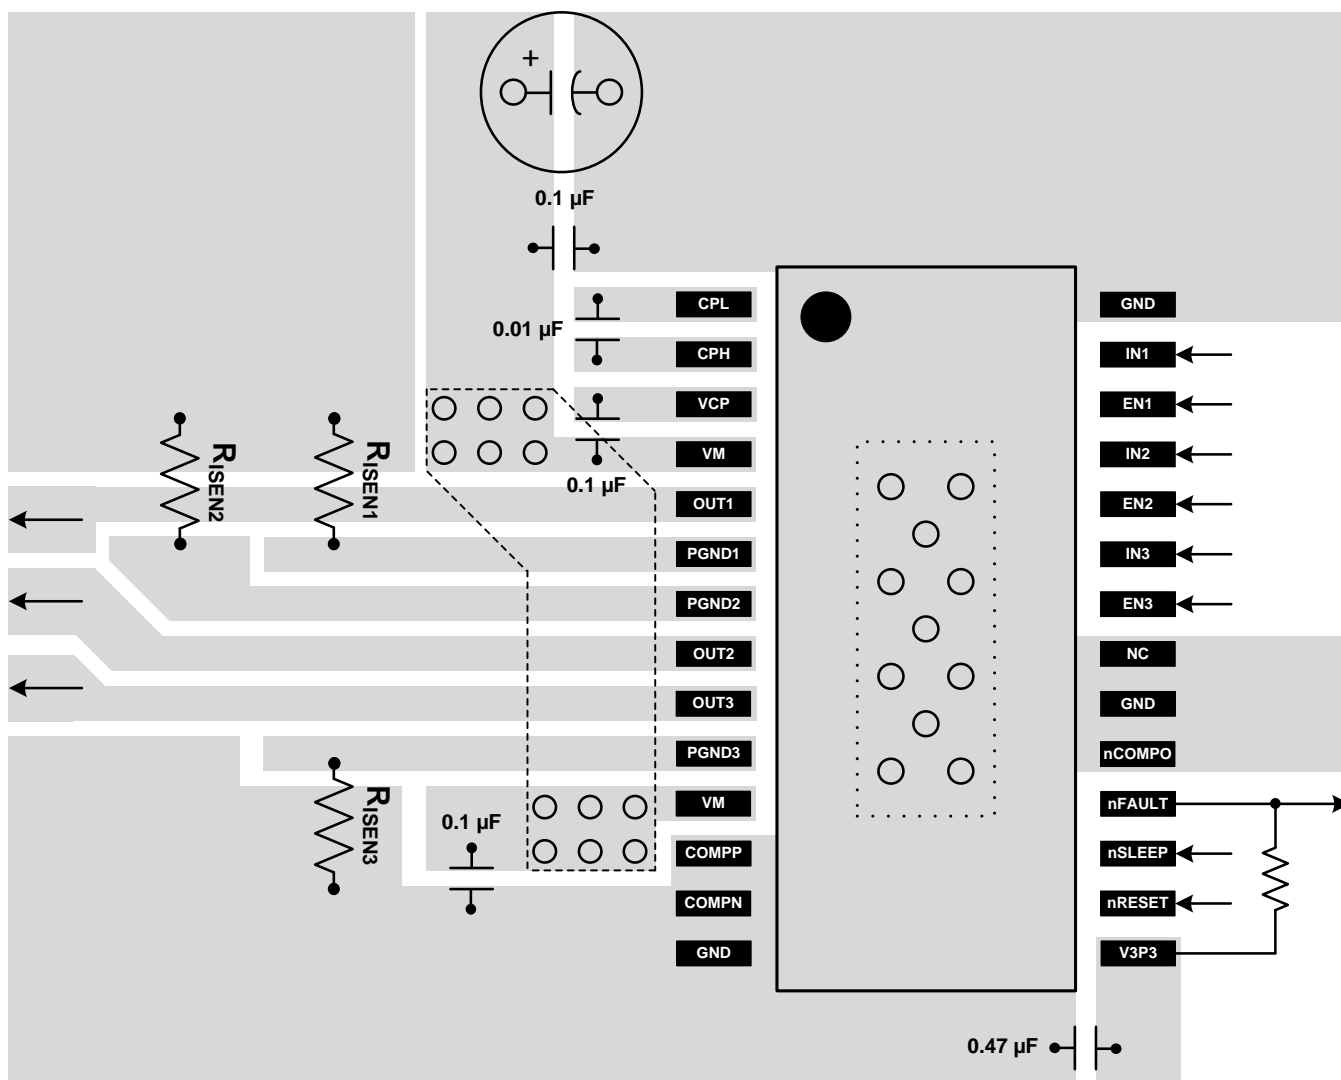 +
0.1 µF
CPL
GND
0.01 µF
CPH
IN1
VCP
EN1
VM
IN2
0.1 µF
RISEN2
RISEN1
OUT1
EN2
PGND1
IN3
PGND2
EN3
OUT2
NC
OUT3
GND
PGND3
nCOMPO
RISEN3
VM
nFAULT
0.1 µF
COMPP
nSLEEP
COMPN
nRESET
GND
V3P3
0.47 µF